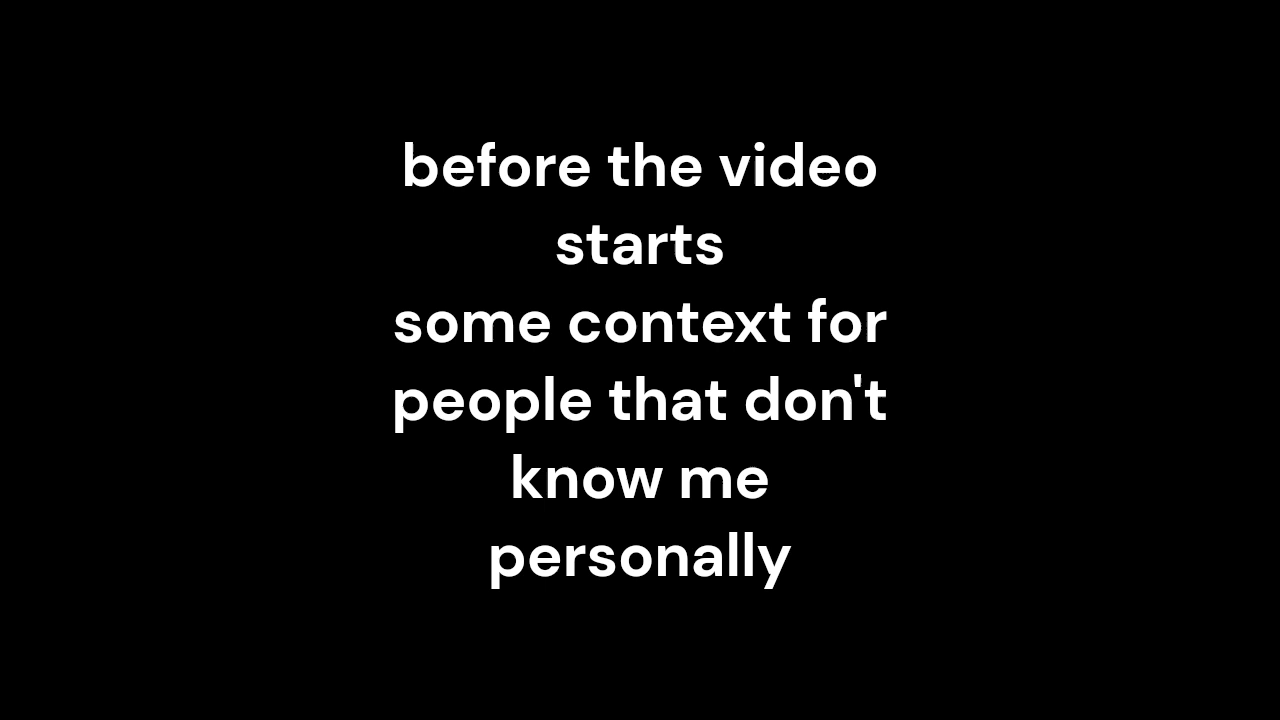 before the video
starts
some context for
people that don't
know me
personally